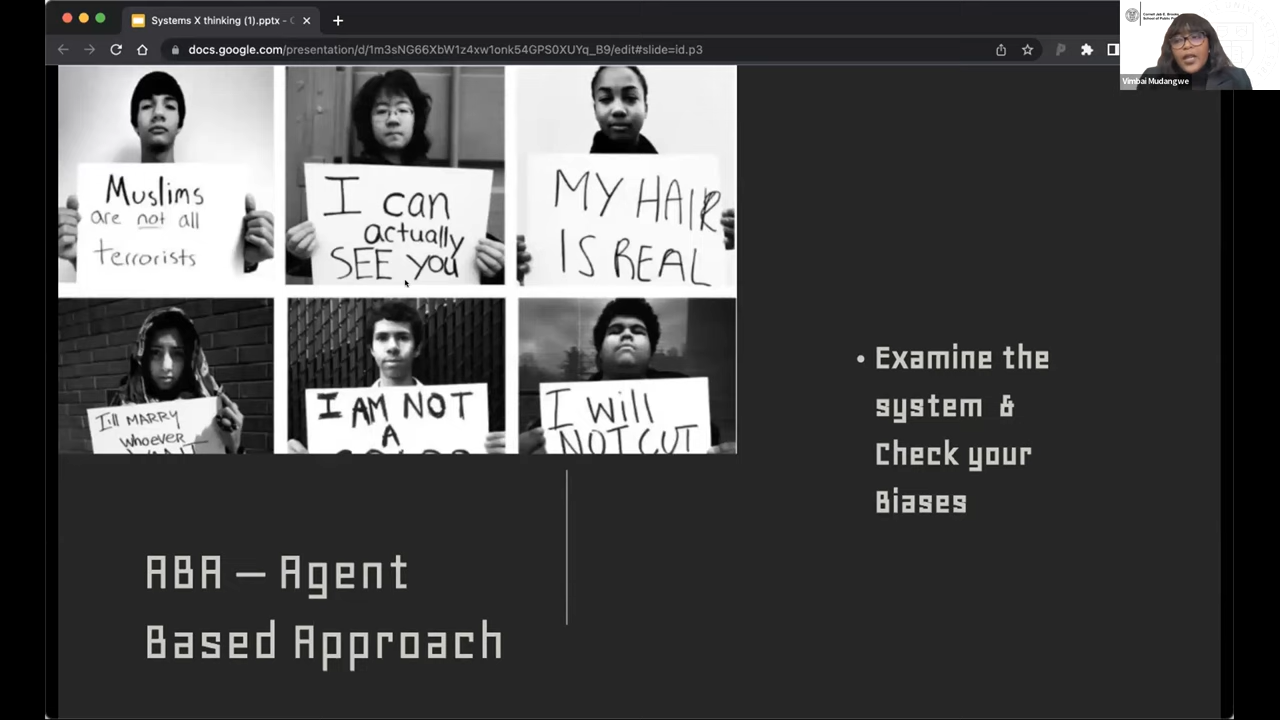 Systems X thinking (1).pptx - G
docs.google.com/presentation/d/1m3sNG66XbW1z4xw1onk54GPS0XUYq_B9/edit#slide=id.p3
Vimbai Mudangwe
Muslims
are not all
terrorists
I can
actually
SEE you
MY HAIR
IS REAL
I'll MARRY
Whoever
I AM NOT
A
I will
NOT CUT
• Examine the
system &
Check your
Biases
ABA – Agent
Based Approach